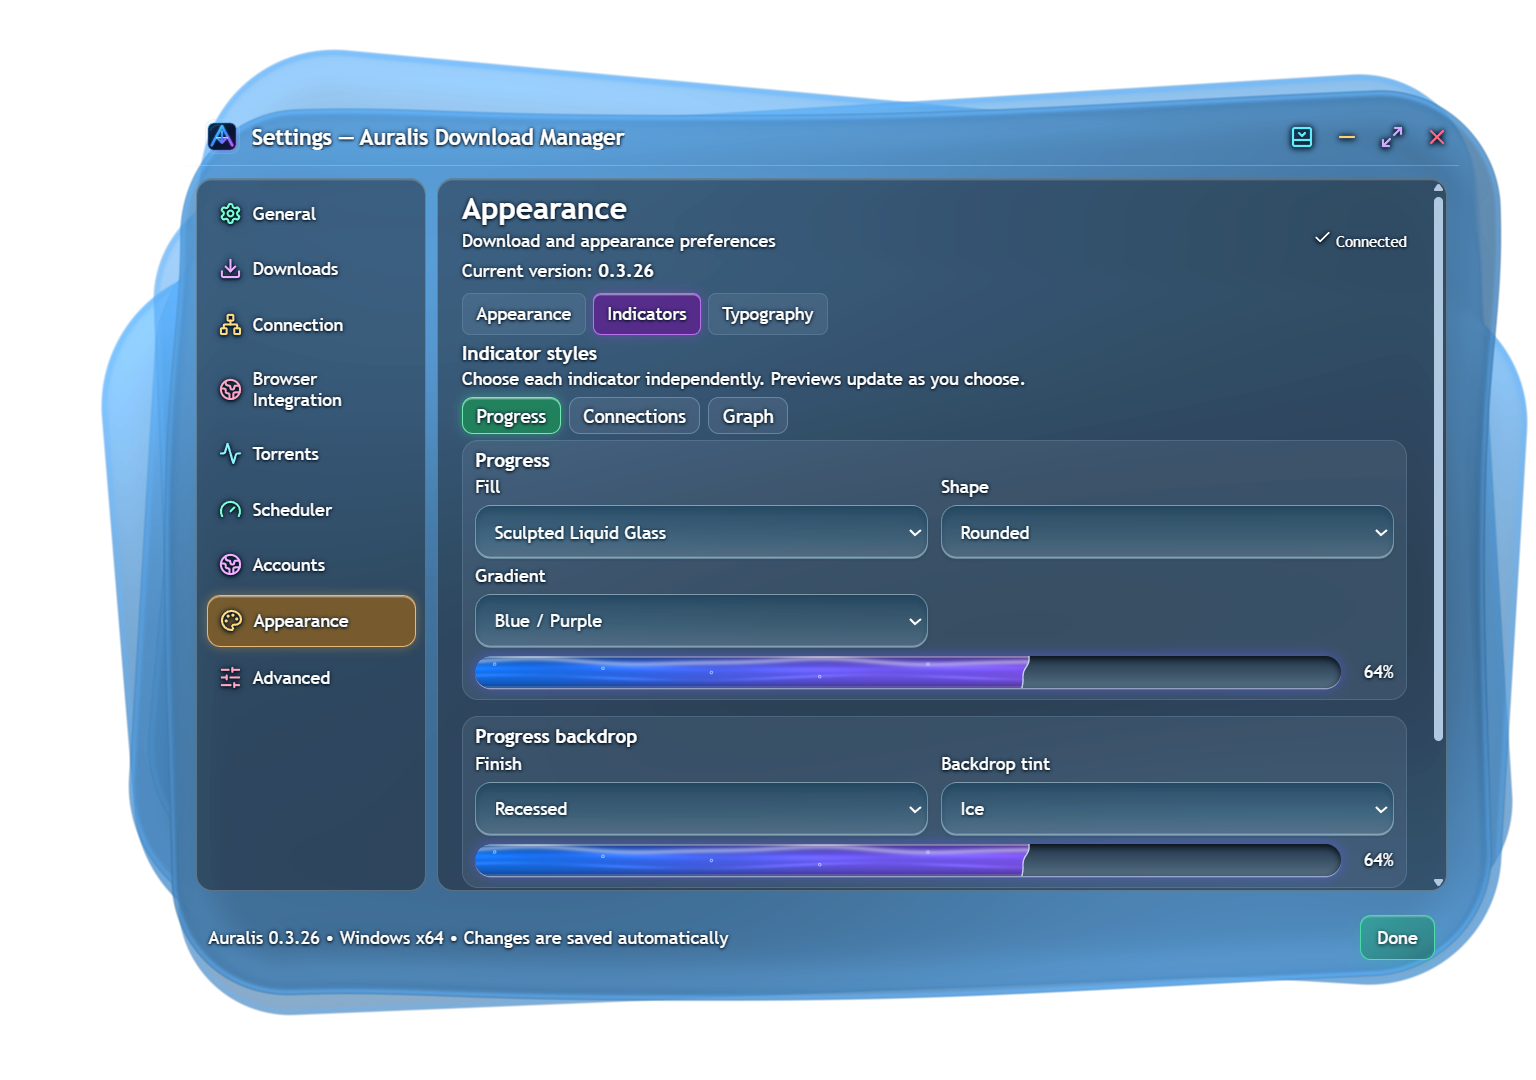 Settings — Auralis Download Manager
General
Downloads
Connection
Browser
Integration
Torrents
Scheduler
Accounts
Appearance
Advanced
Appearance
Download and appearance preferences
Connected
Current version: 0.3.26
Appearance
Indicators
Typography
Indicator styles
Choose each indicator independently. Previews update as you choose.
Progress
Connections
Graph
Progress
Fill
Shape
Sculpted Liquid Glass
Rounded
Gradient
Blue / Purple
64%
Progress backdrop
Finish
Backdrop tint
Recessed
Ice
64%
Auralis 0.3.26 • Windows x64 • Changes are saved automatically
Done